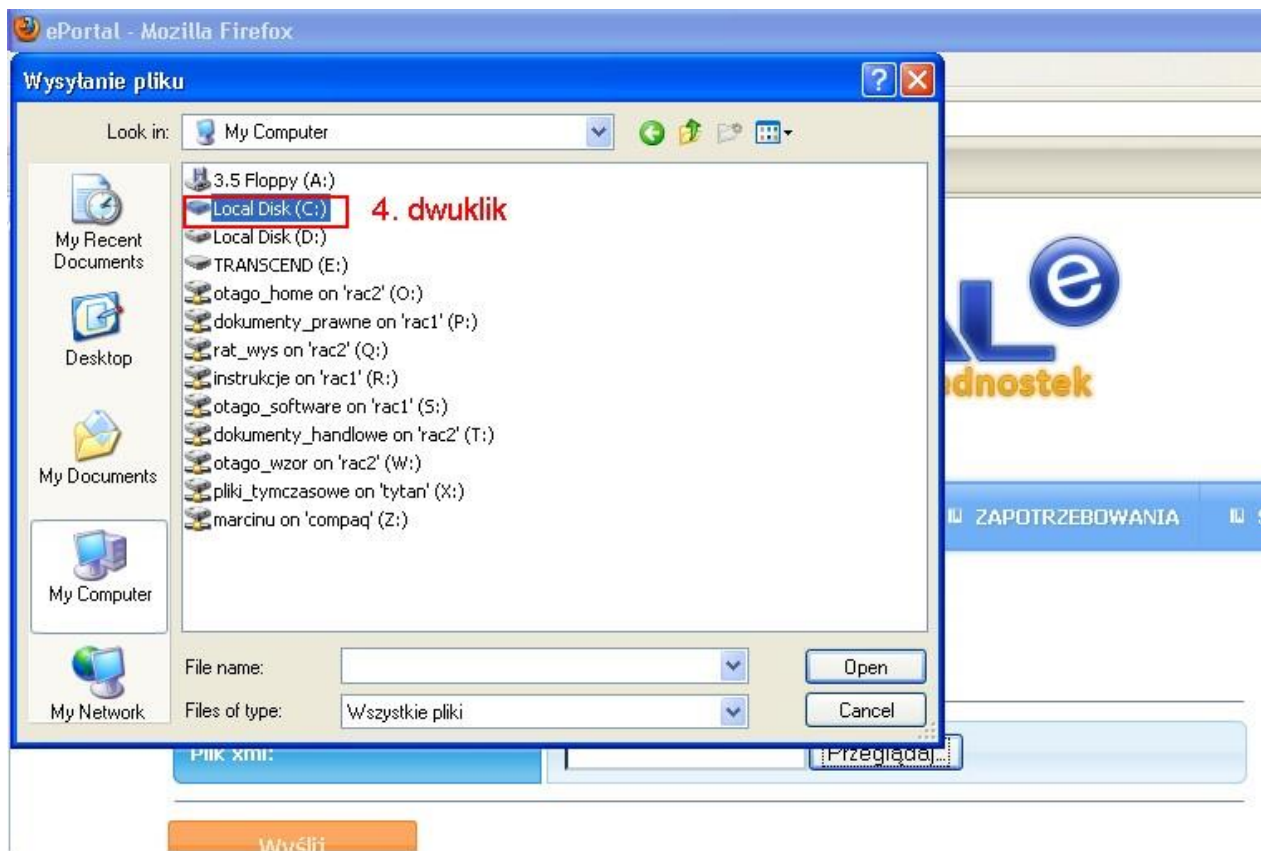 ePortal - Mozilla Firefox
Wysyłanie pliku
Look in: My Computer
3.5 Floppy (A:)
Local Disk (C:)
4. dwuklik
Local Disk (D:)
TRANSCEND (E:)
otago_home on 'rac2' (O:)
dokumenty_prawne on 'rac1' (P:)
rat_wys on 'rac2' (Q:)
instrukcje on 'rac1' (R:)
otago_software on 'rac1' (S:)
dokumenty_handlowe on 'rac2' (T:)
otago_wzor on 'rac2' (W:)
pliki_tymczasowe on 'tytan' (X:)
marcinu on 'compaq' (Z:)
My Recent
Documents
Desktop
My Documents
My Computer
My Network
File name:
Open
Files of type: Wszystkie pliki
Cancel
AL e
dnostek
ZAPOTRZEBOWANIA
Plik xml:
Przeglądaj...
Wyślij